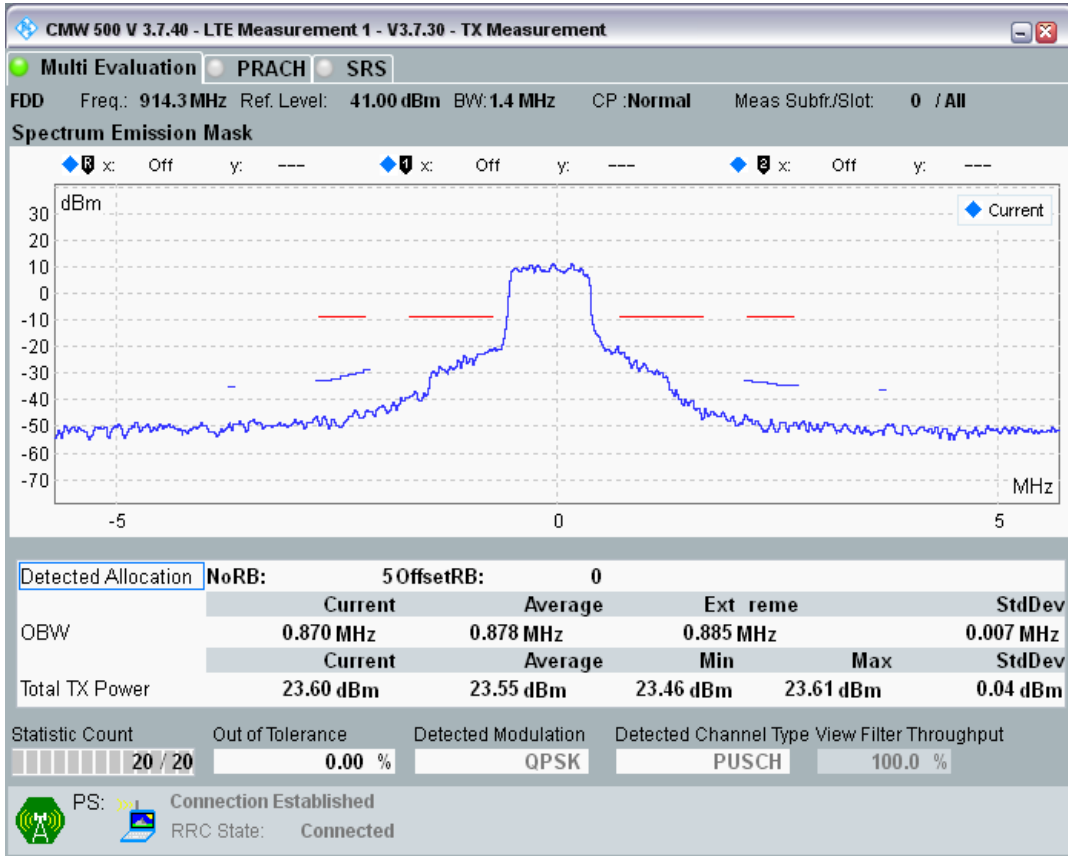 CMW 500 V 3.7.40 - LTE Measurement 1 - V3.7.30 - TX Measurement
Multi Evaluation PRACH SRS
FDD Freq.: 914.3 MHz Ref. Level: 41.00 dBm BW: 1.4 MHz CP :Normal Meas Subfr./Slot: 0 / All
Spectrum Emission Mask
R x: Off y: --- 1 x: Off y: --- 2 x: Off y: ---
dBm
Current
30
20
10
0
-10
-20
-30
-40
-50
-60
-70
MHz
-5 0 5
Detected Allocation NoRB: 5 OffsetRB: 0
Current Average Ext reme StdDev
OBW 0.870 MHz 0.878 MHz 0.885 MHz 0.007 MHz
Current Average Min Max StdDev
Total TX Power 23.60 dBm 23.55 dBm 23.46 dBm 23.61 dBm 0.04 dBm
Statistic Count Out of Tolerance Detected Modulation Detected Channel Type View Filter Throughput
20 / 20 0.00 % QPSK PUSCH 100.0 %
PS: Connection Established
RRC State: Connected